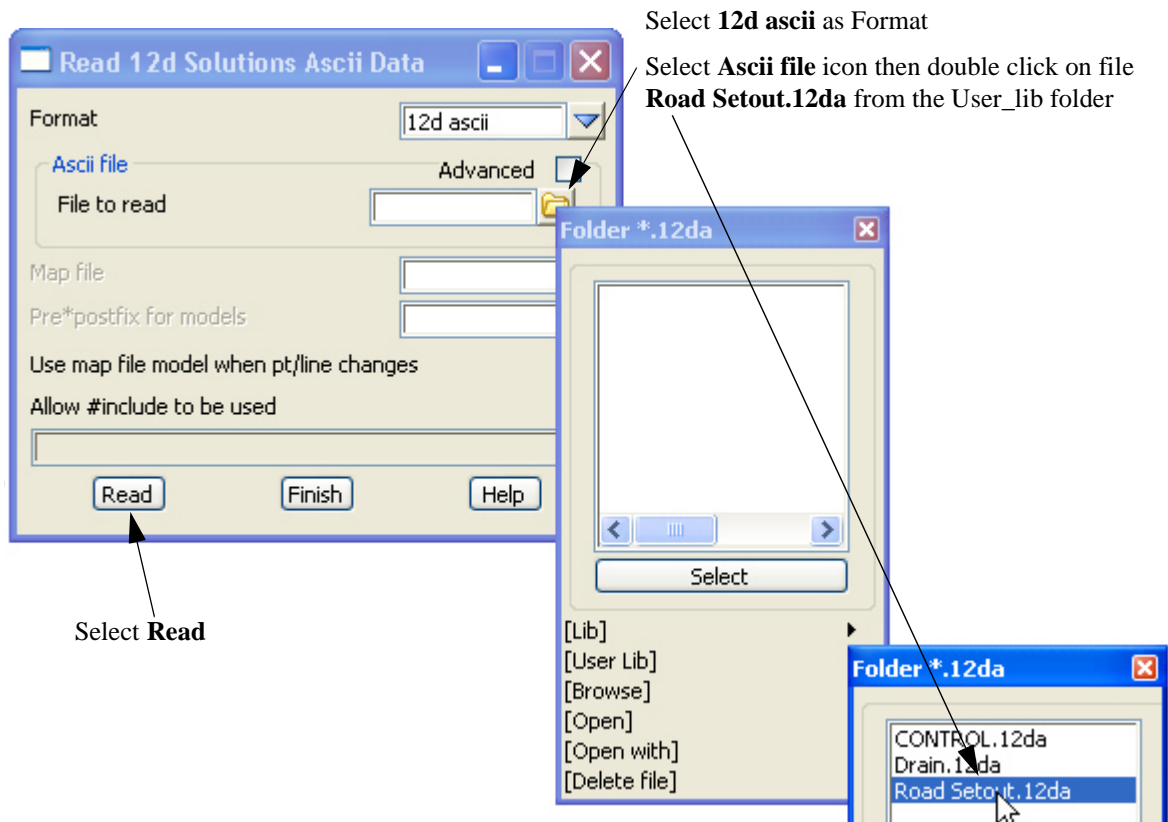 Select 12d ascii as Format
Select Ascii file icon then double click on file
Road Setout.12da from the User_lib folder
Read 12d Solutions Ascii Data
Format
12d ascii
Ascii file
Advanced
File to read
Map file
Pre*postfix for models
Use map file model when pt/line changes
Allow #include to be used
Read
Finish
Help
Select Read
Folder *.12da
Select
[Lib]
[User Lib]
[Browse]
[Open]
[Open with]
[Delete file]
Folder *.12da
CONTROL.12da
Drain.12da
Road Setout.12da